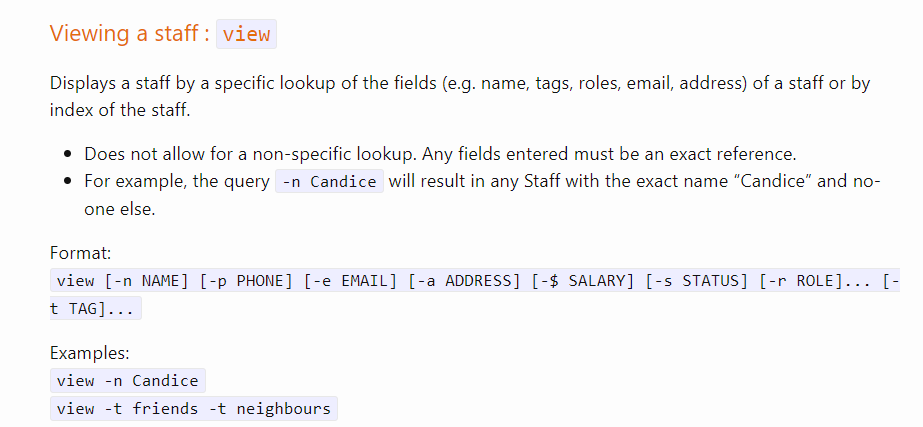 Viewing a staff : view
Displays a staff by a specific lookup of the fields (e.g. name, tags, roles, email, address) of a staff or by
index of the staff.
• Does not allow for a non-specific lookup. Any fields entered must be an exact reference.
• For example, the query -n Candice will result in any Staff with the exact name “Candice” and no-
one else.
Format:
view [-n NAME] [-p PHONE] [-e EMAIL] [-a ADDRESS] [-$ SALARY] [-s STATUS] [-r ROLE]... [-
t TAG]...
Examples:
view -n Candice
view -t friends -t neighbours